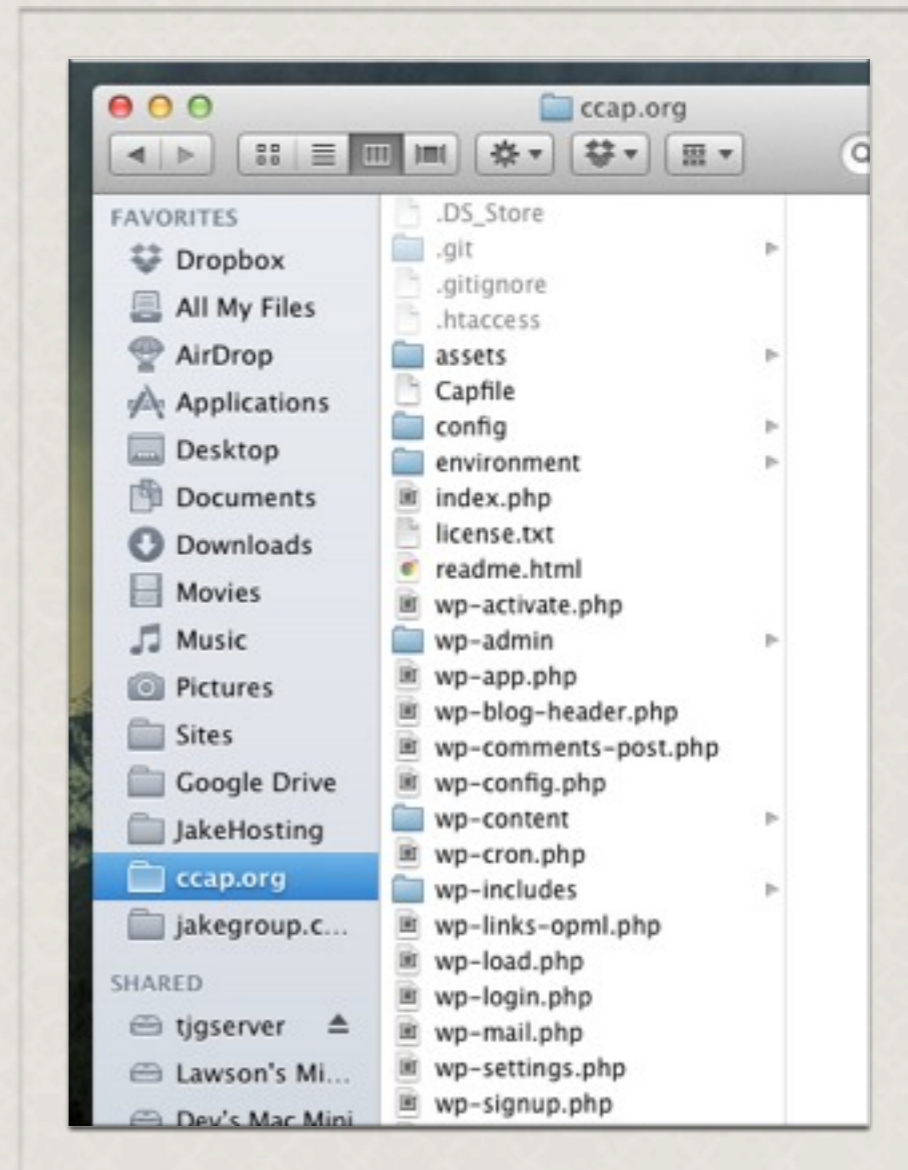 ccap.org
FAVORITES
Dropbox
All My Files
AirDrop
Applications
Desktop
Documents
Downloads
Movies
Music
Pictures
Sites
Google Drive
JakeHosting
ccap.org
jakegroup.c...
SHARED
tjgserver
Lawson's Mi...
Dev's Mac Mini
.DS_Store
.git
.gitignore
.htaccess
assets
Capfile
config
environment
index.php
license.txt
readme.html
wp-activate.php
wp-admin
wp-app.php
wp-blog-header.php
wp-comments-post.php
wp-config.php
wp-content
wp-cron.php
wp-includes
wp-links-opml.php
wp-load.php
wp-login.php
wp-mail.php
wp-settings.php
wp-signup.php